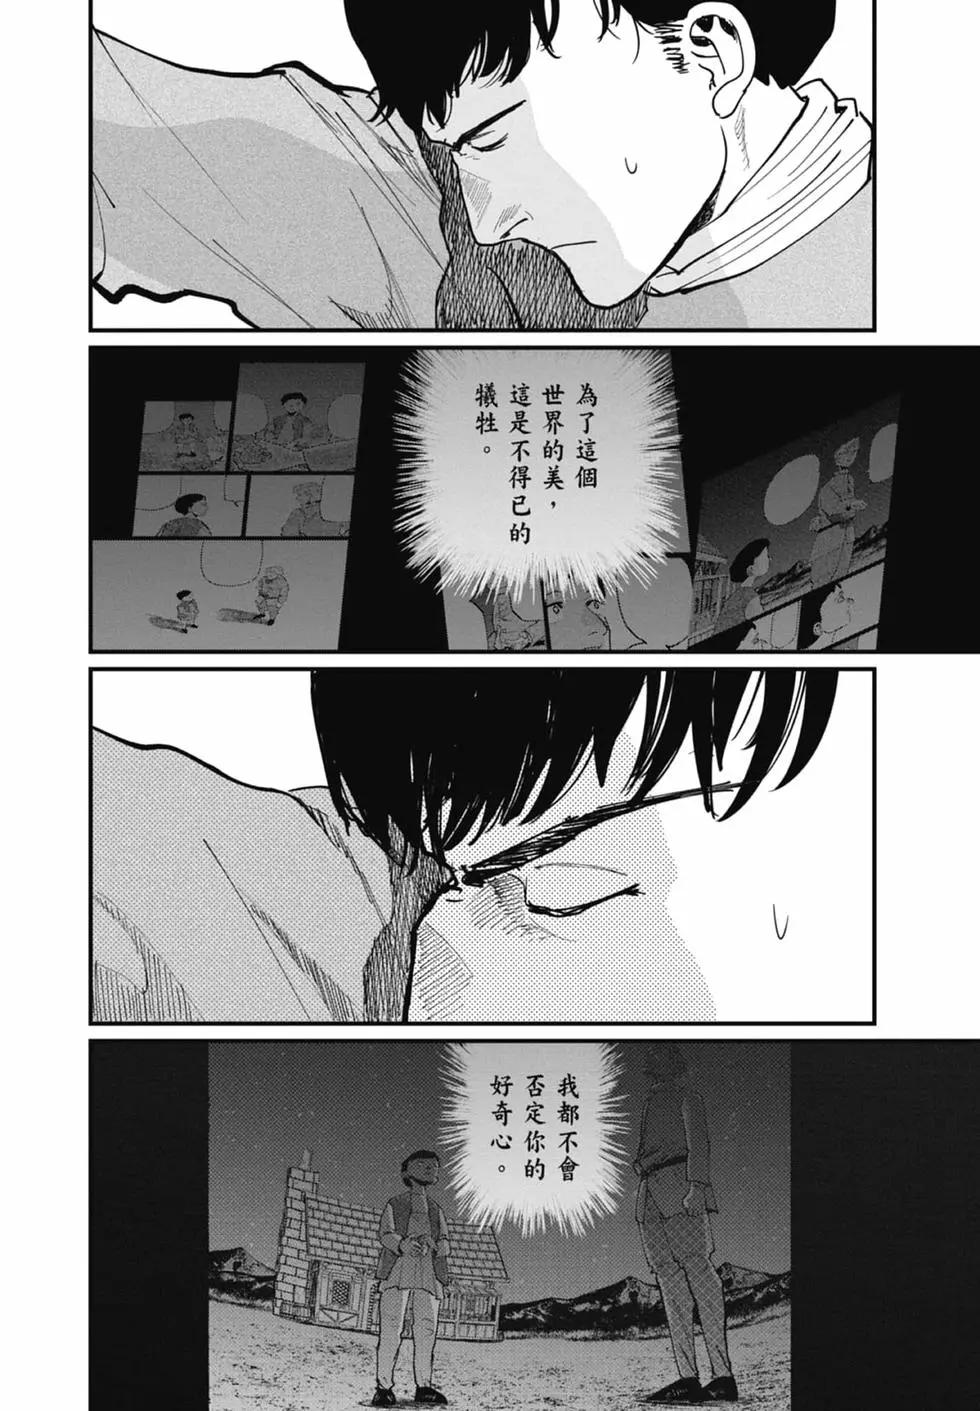 為了這個
世界的美，
這是不得已的
犧牲。
我都不會
否定你的
好奇心。